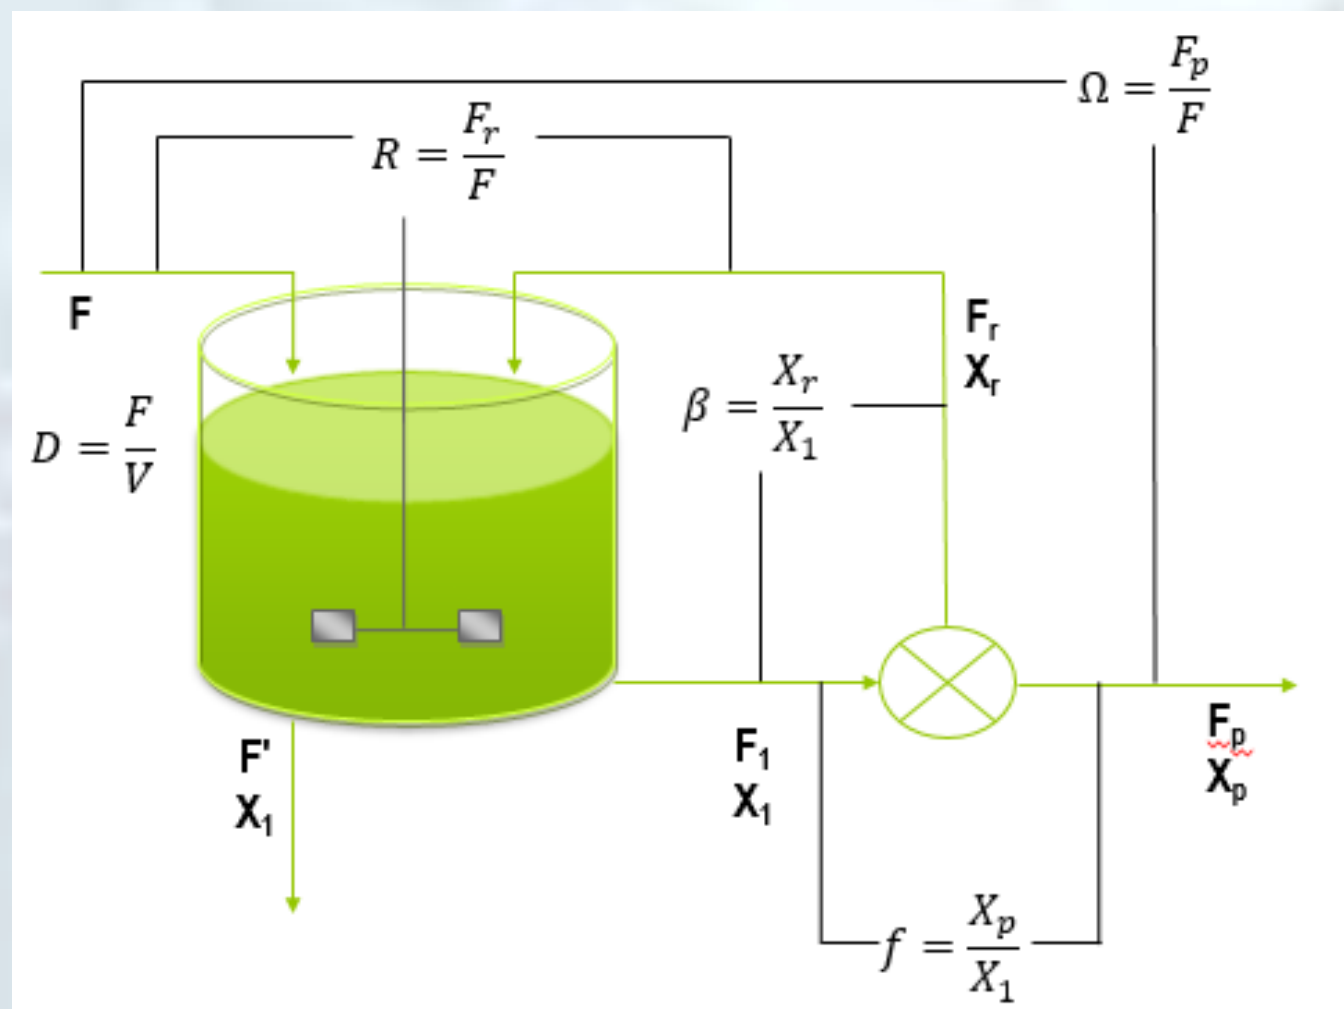 Ω = F_p/F
R = F_r/F
F
F_r
X_r
β = X_r/X_1
D = F/V
F'
X_1
F_1
X_1
F_p
X_p
f = X_p/X_1